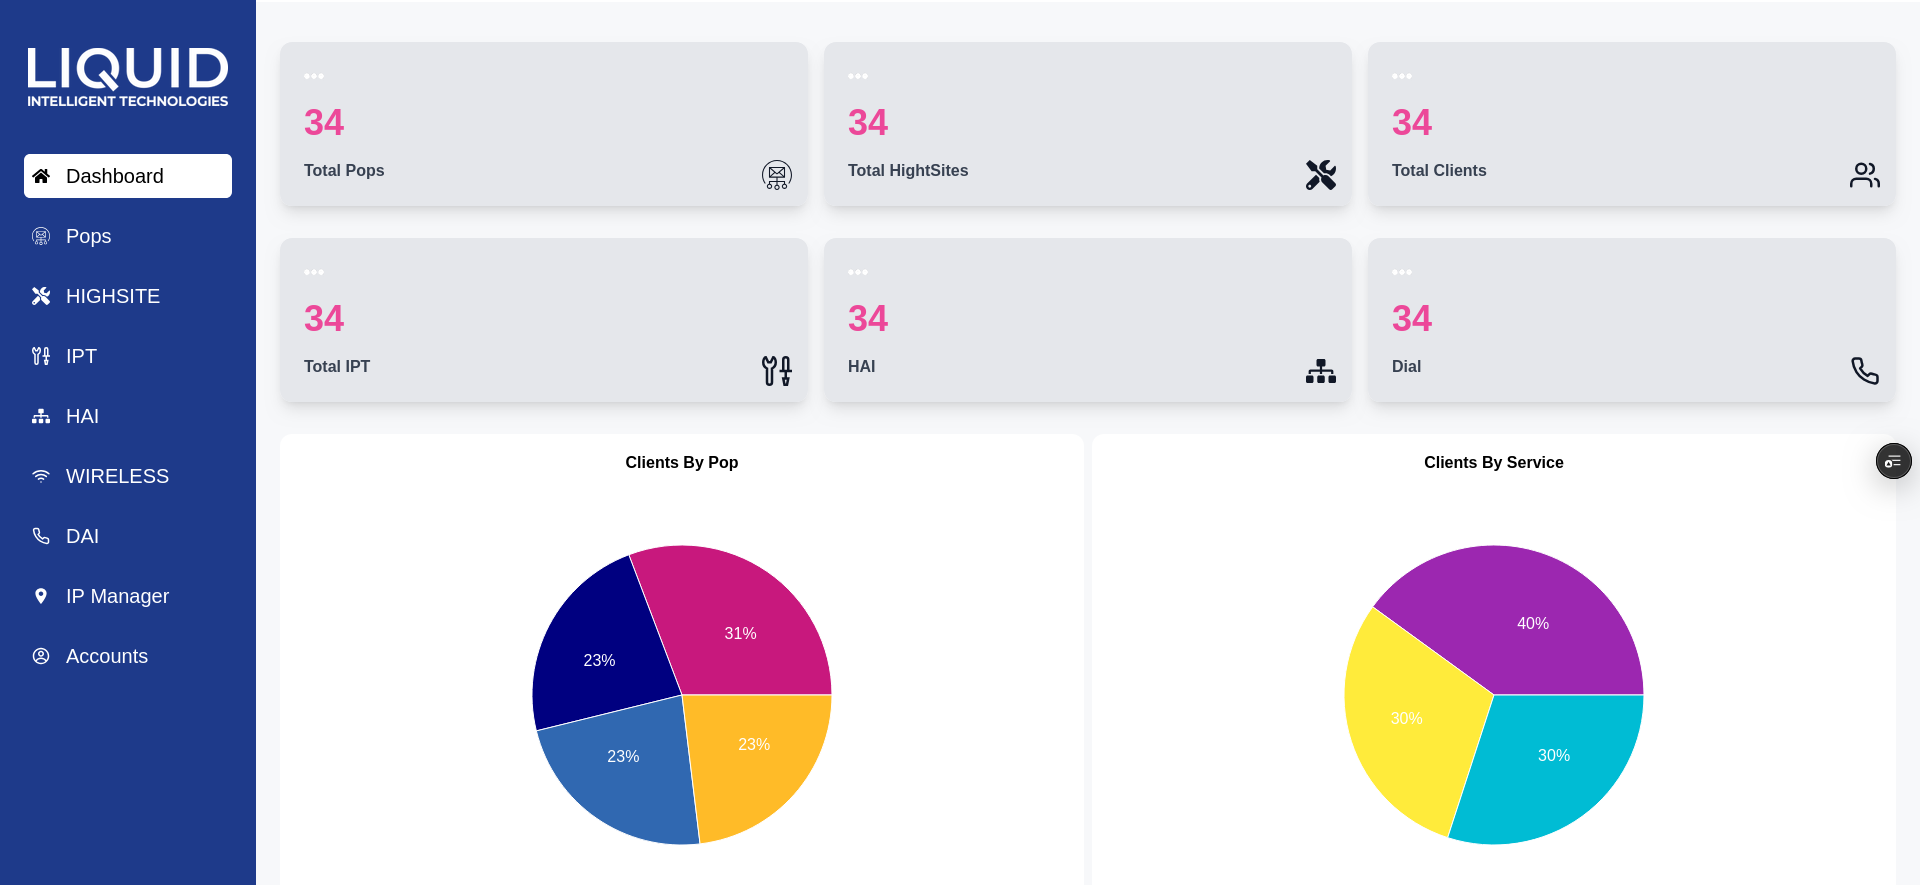 LIQUID
INTELLIGENT TECHNOLOGIES
Dashboard
Pops
HIGHSITE
IPT
HAI
WIRELESS
DAI
IP Manager
Accounts
34
Total Pops
34
Total HightSites
34
Total Clients
34
Total IPT
34
HAI
34
Dial
Clients By Pop
31%
23%
23%
23%
Clients By Service
40%
30%
30%